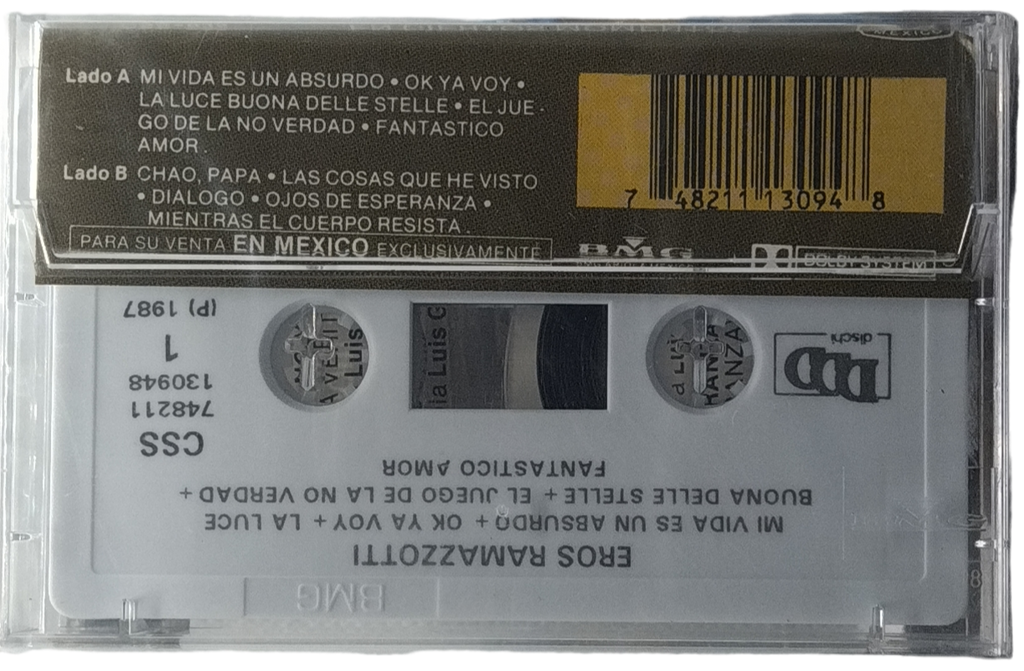 MEXICO
Lado A MI VIDA ES UN ABSURDO • OK YA VOY •
LA LUCE BUONA DELLE STELLE • EL JUE -
GO DE LA NO VERDAD • FANTASTICO
AMOR .
Lado B CHAO, PAPA • LAS COSAS QUE HE VISTO
• DIALOGO • OJOS DE ESPERANZA •
MIENTRAS EL CUERPO RESISTA .
PARA SU VENTA EN MEXICO EXCLUSIVAMENTE
7 48211 13094 8
BMG
DOLBY SYSTEM
BMG
EROS RAMAZZOTTI
MI VIDA ES UN ABSURDO + OK YA VOY + LA LUCE
BUONA DELLE STELLE + EL JUEGO DE LA NO VERDAD +
FANTASTICO AMOR
DDD
dischi
CSS
748211
130948
1
(P) 1987
Luis
ia Luis G